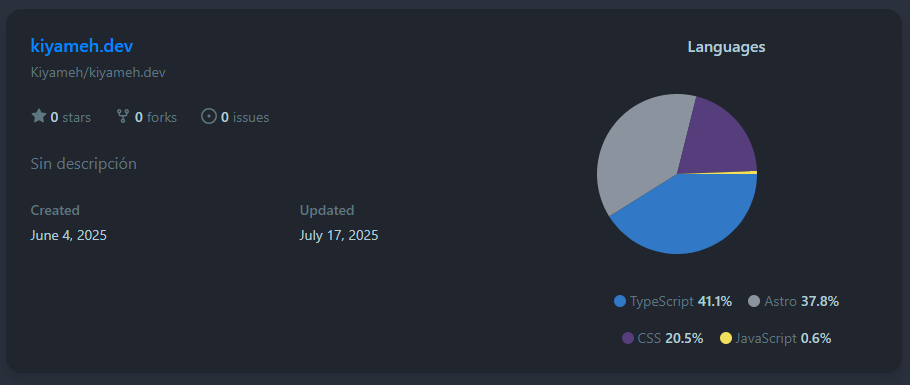 kiyameh.dev
Kiyameh/kiyameh.dev
0 stars 0 forks 0 issues
Sin descripción
Created Updated
June 4, 2025 July 17, 2025
Languages
TypeScript 41.1% Astro 37.8%
CSS 20.5% JavaScript 0.6%